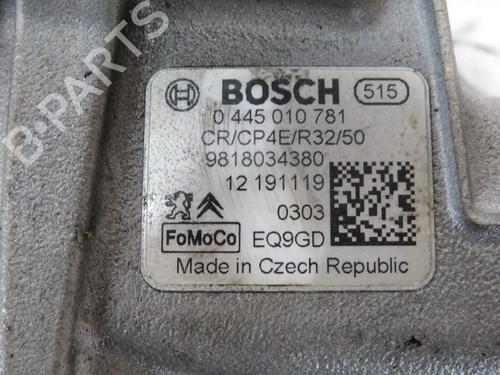 B-PARTS
BOSCH 515
0 445 010 781
CR/CP4E/R32/50
9818034380
12 191119
0303
FoMoCo EQ9GD
Made in Czech Republic